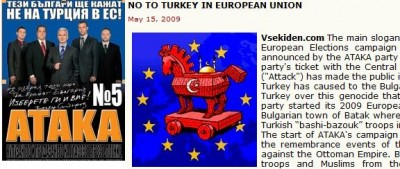 ТЕЗИ БЪЛГАРИ ЩЕ КАЖАТ
НЕ НА ТУРЦИЯ В ЕС!
ИЗБЕРЕТЕ ГИ И ВИЕ!
№5
АТАКА
NO TO TURKEY IN EUROPEAN UNION
May 15, 2009
Vsekiden.com The main slogan
European Elections campaign
announced by the ATAKA party
party's ticket with the Central
("Attack") has made the public i
Turkey has caused to the Bulga
Turkey over this genocide that
party started its 2009 Europea
Bulgarian town of Batak where
Turkish "bashi-bazouk" troops in
The start of ATAKA's campaign
the remembrance events of th
against the Ottoman Empire. B
troops and Muslims from the